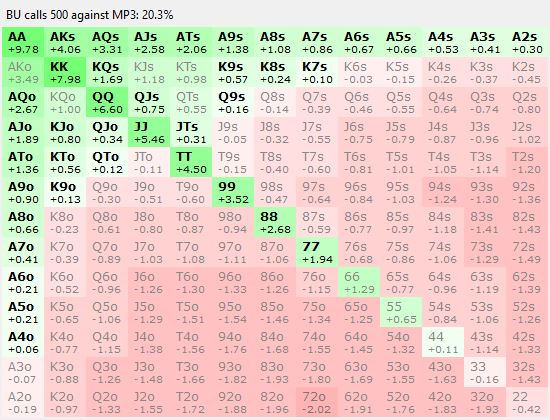 BU calls 500 against MP3: 20.3%
AA AKs AQs AJs ATs A9s A8s A7s A6s A5s A4s A3s A2s
+9.78 +4.06 +3.31 +2.58 +2.06 +1.38 +1.08 +0.86 +0.67 +0.66 +0.53 +0.41 +0.30
AKo KK KQs KJs KTs K9s K8s K7s K6s K5s K4s K3s K2s
+3.49 +7.98 +1.69 +1.18 +0.98 +0.57 +0.24 +0.10 -0.03 -0.15 -0.26 -0.37 -0.45
AQo KQo QQ QJs QTs Q9s Q8s Q7s Q6s Q5s Q4s Q3s Q2s
+2.67 +1.00 +6.60 +0.75 +0.55 +0.16 -0.14 -0.39 -0.46 -0.55 -0.64 -0.74 -0.80
AJo KJo QJo JJ JTs J9s J8s J7s J6s J5s J4s J3s J2s
+1.89 +0.80 +0.34 +5.46 +0.31 -0.05 -0.32 -0.55 -0.75 -0.79 -0.87 -0.96 -1.02
ATo KTo QTo JTo TT T9s T8s T7s T6s T5s T4s T3s T2s
+1.36 +0.56 +0.12 -0.11 +4.50 -0.15 -0.40 -0.60 -0.81 -1.01 -1.05 -1.14 -1.20
A9o K9o Q9o J9o T9o 99 98s 97s 96s 95s 94s 93s 92s
+0.90 +0.13 -0.30 -0.51 -0.60 +3.52 -0.47 -0.64 -0.84 -1.03 -1.24 -1.30 -1.36
A8o K8o Q8o J8o T8o 98o 88 87s 86s 85s 84s 83s 82s
+0.66 -0.23 -0.61 -0.80 -0.87 -0.94 +2.68 -0.59 -0.77 -0.97 -1.18 -1.41 -1.43
A7o K7o Q7o J7o T7o 97o 87o 77 76s 75s 74s 73s 72s
+0.41 -0.39 -0.89 -1.03 -1.08 -1.11 -1.06 +1.94 -0.68 -0.86 -1.06 -1.29 -1.49
A6o K6o Q6o J6o T6o 96o 86o 76o 66 65s 64s 63s 62s
+0.21 -0.52 -0.96 -1.26 -1.30 -1.33 -1.26 -1.15 +1.29 -0.77 -0.96 -1.19 -1.39
A5o K5o Q5o J5o T5o 95o 85o 75o 65o 55 54s 53s 52s
+0.21 -0.65 -1.06 -1.29 -1.51 -1.54 -1.46 -1.34 -1.25 +0.65 -0.84 -1.06 -1.26
A4o K4o Q4o J4o T4o 94o 84o 74o 64o 54o 44 43s 42s
+0.06 -0.77 -1.15 -1.38 -1.56 -1.76 -1.68 -1.55 -1.45 -1.32 +0.11 -1.14 -1.33
A3o K3o Q3o J3o T3o 93o 83o 73o 63o 53o 43o 33 32s
-0.07 -0.88 -1.26 -1.48 -1.66 -1.82 -1.93 -1.80 -1.69 -1.55 -1.63 -0.16 -1.43
A2o K2o Q2o J2o T2o 92o 82o 72o 62o 52o 42o 32o 22
-0.19 -0.97 -1.33 -1.55 -1.72 -1.88 -1.96 -2.02 -1.91 -1.76 -1.83 -1.93 -0.42